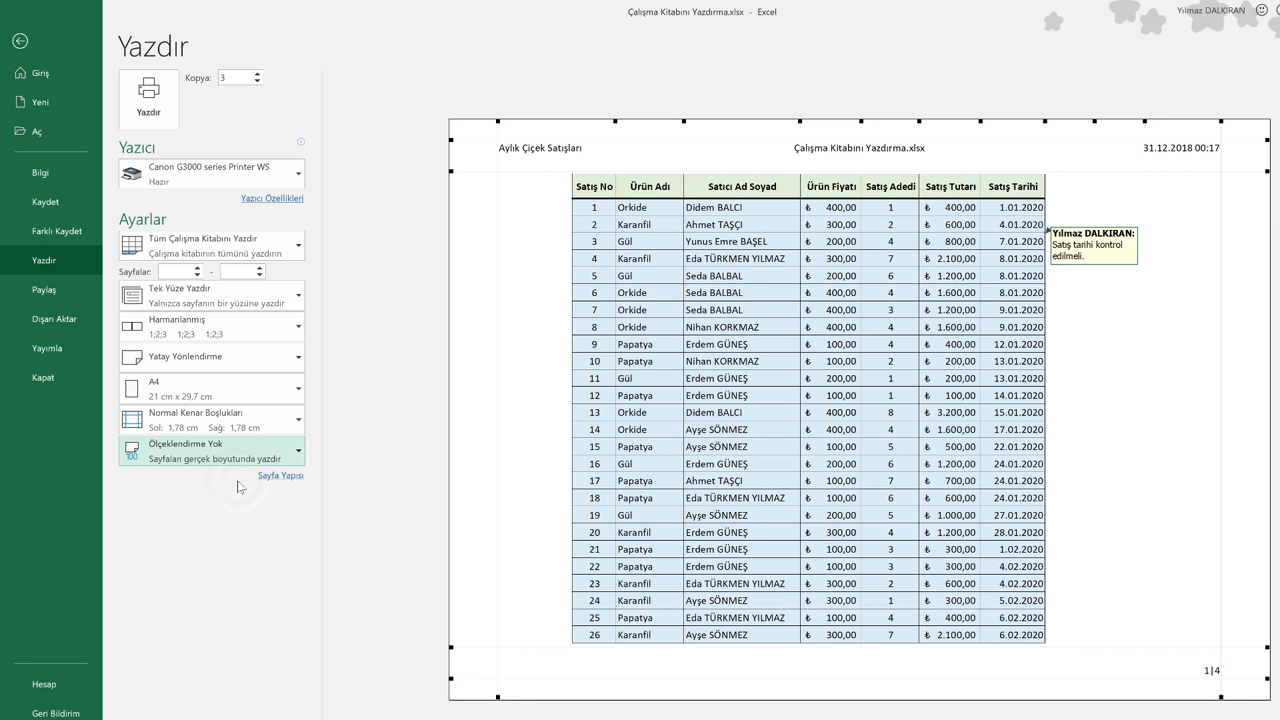 Çalışma Kitabını Yazdırma.xlsx - Excel
Yılmaz DALKIRAN
Giriş
Yeni
Aç
Bilgi
Kaydet
Farklı Kaydet
Yazdır
Paylaş
Dışarı Aktar
Yayımla
Kapat
Hesap
Geri Bildirim
Yazdır
Yazdır
Kopya: 3
Yazıcı
Canon G3000 series Printer WS
Hazır
Yazıcı Özellikleri
Ayarlar
Tüm Çalışma Kitabını Yazdır
Çalışma kitabının tümünü yazdırın
Sayfalar: -
Tek Yüze Yazdır
Yalnızca sayfanın bir yüzüne yazdır
Harmanlanmış
1;2;3 1;2;3 1;2;3
Yatay Yönlendirme
A4
21 cm x 29,7 cm
Normal Kenar Boşlukları
Sol: 1,78 cm Sağ: 1,78 cm
Ölçeklendirme Yok
Sayfaları gerçek boyutunda yazdır
100
Sayfa Yapısı
Aylık Çiçek Satışları Çalışma Kitabını Yazdırma.xlsx 31.12.2018 00:17
Satış No Ürün Adı Satıcı Ad Soyad Ürün Fiyatı Satış Adedi Satış Tutarı Satış Tarihi
1 Orkide Didem BALCI ₺ 400,00 1 ₺ 400,00 1.01.2020
2 Karanfil Ahmet TAŞÇI ₺ 300,00 2 ₺ 600,00 4.01.2020
3 Gül Yunus Emre BAŞEL ₺ 200,00 4 ₺ 800,00 7.01.2020
4 Karanfil Eda TÜRKMEN YILMAZ ₺ 300,00 7 ₺ 2.100,00 8.01.2020
5 Gül Seda BALBAL ₺ 200,00 6 ₺ 1.200,00 8.01.2020
6 Orkide Seda BALBAL ₺ 400,00 4 ₺ 1.600,00 8.01.2020
7 Orkide Seda BALBAL ₺ 400,00 3 ₺ 1.200,00 9.01.2020
8 Orkide Nihan KORKMAZ ₺ 400,00 4 ₺ 1.600,00 9.01.2020
9 Papatya Erdem GÜNEŞ ₺ 100,00 4 ₺ 400,00 12.01.2020
10 Papatya Nihan KORKMAZ ₺ 100,00 2 ₺ 200,00 13.01.2020
11 Gül Erdem GÜNEŞ ₺ 200,00 1 ₺ 200,00 13.01.2020
12 Papatya Erdem GÜNEŞ ₺ 100,00 1 ₺ 100,00 14.01.2020
13 Orkide Didem BALCI ₺ 400,00 8 ₺ 3.200,00 15.01.2020
14 Orkide Ayşe SÖNMEZ ₺ 400,00 4 ₺ 1.600,00 17.01.2020
15 Papatya Ayşe SÖNMEZ ₺ 100,00 5 ₺ 500,00 22.01.2020
16 Gül Erdem GÜNEŞ ₺ 200,00 6 ₺ 1.200,00 24.01.2020
17 Papatya Ahmet TAŞÇI ₺ 100,00 7 ₺ 700,00 24.01.2020
18 Papatya Eda TÜRKMEN YILMAZ ₺ 100,00 6 ₺ 600,00 24.01.2020
19 Gül Ayşe SÖNMEZ ₺ 200,00 5 ₺ 1.000,00 27.01.2020
20 Karanfil Erdem GÜNEŞ ₺ 300,00 4 ₺ 1.200,00 28.01.2020
21 Papatya Erdem GÜNEŞ ₺ 100,00 3 ₺ 300,00 1.02.2020
22 Papatya Erdem GÜNEŞ ₺ 100,00 3 ₺ 300,00 4.02.2020
23 Karanfil Eda TÜRKMEN YILMAZ ₺ 300,00 2 ₺ 600,00 4.02.2020
24 Karanfil Ayşe SÖNMEZ ₺ 300,00 1 ₺ 300,00 5.02.2020
25 Papatya Eda TÜRKMEN YILMAZ ₺ 100,00 4 ₺ 400,00 6.02.2020
26 Karanfil Ayşe SÖNMEZ ₺ 300,00 7 ₺ 2.100,00 6.02.2020
Yılmaz DALKIRAN:
Satış tarihi kontrol
edilmeli.
1|4